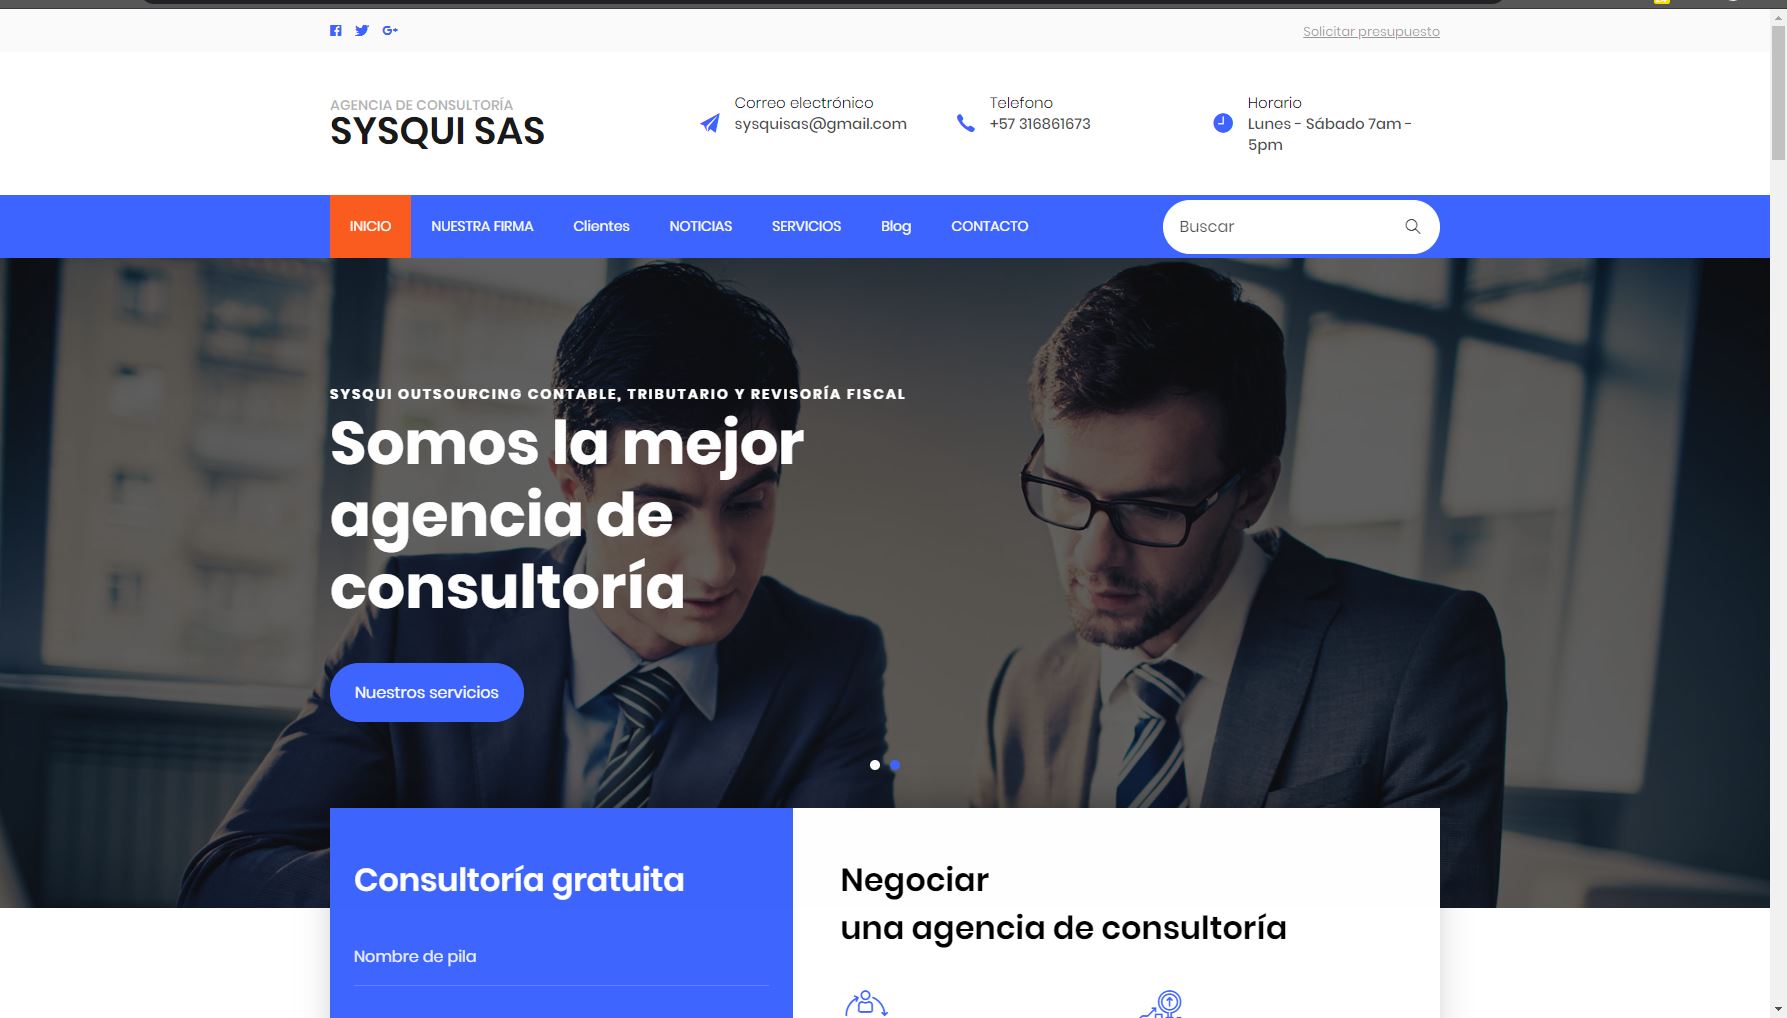 Solicitar presupuesto
AGENCIA DE CONSULTORÍA
SYSQUI SAS
Correo electrónico
sysquisas@gmail.com
Telefono
+57 316861673
Horario
Lunes - Sábado 7am -
5pm
INICIO
NUESTRA FIRMA
Clientes
NOTICIAS
SERVICIOS
Blog
CONTACTO
Buscar
SYSQUI OUTSOURCING CONTABLE, TRIBUTARIO Y REVISORÍA FISCAL
Somos la mejor
agencia de
consultoría
Nuestros servicios
Consultoría gratuita
Nombre de pila
Negociar
una agencia de consultoría